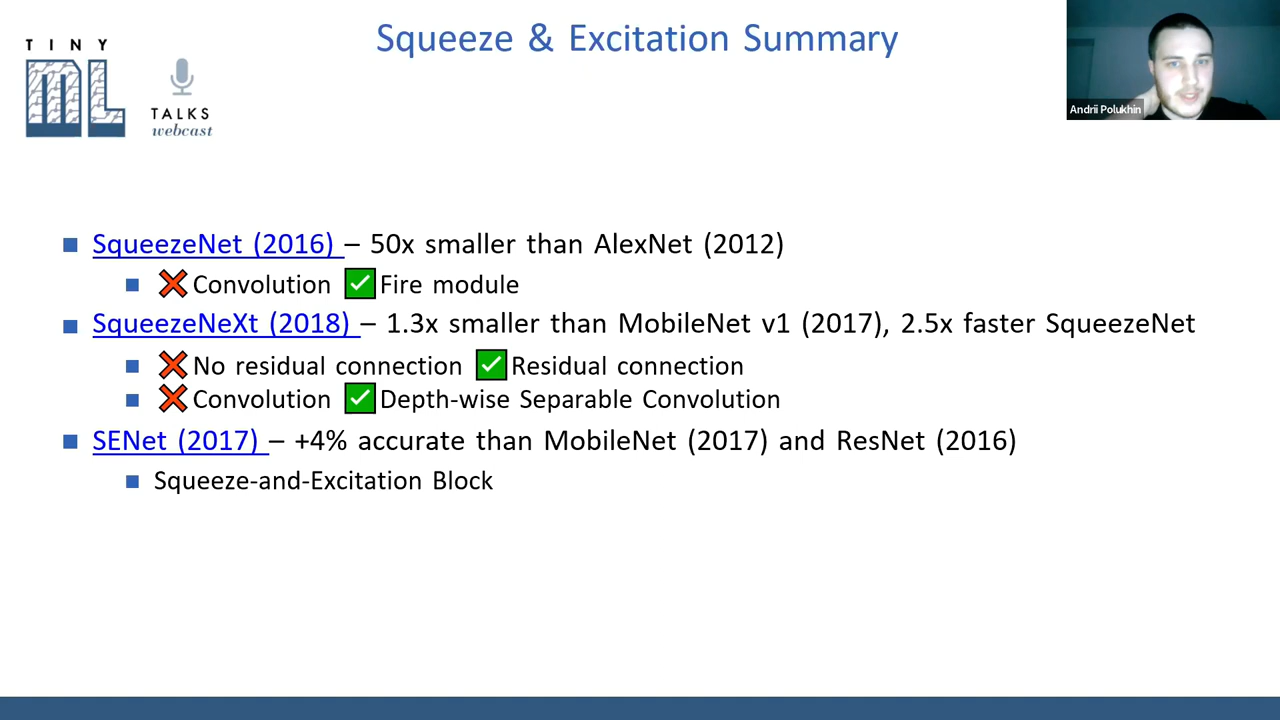 Squeeze & Excitation Summary
TINY
ML
TALKS
webcast
Andrii Polukhin
SqueezeNet (2016) – 50x smaller than AlexNet (2012)
Convolution Fire module
SqueezeNeXt (2018) – 1.3x smaller than MobileNet v1 (2017), 2.5x faster SqueezeNet
No residual connection Residual connection
Convolution Depth-wise Separable Convolution
SENet (2017) – +4% accurate than MobileNet (2017) and ResNet (2016)
Squeeze-and-Excitation Block